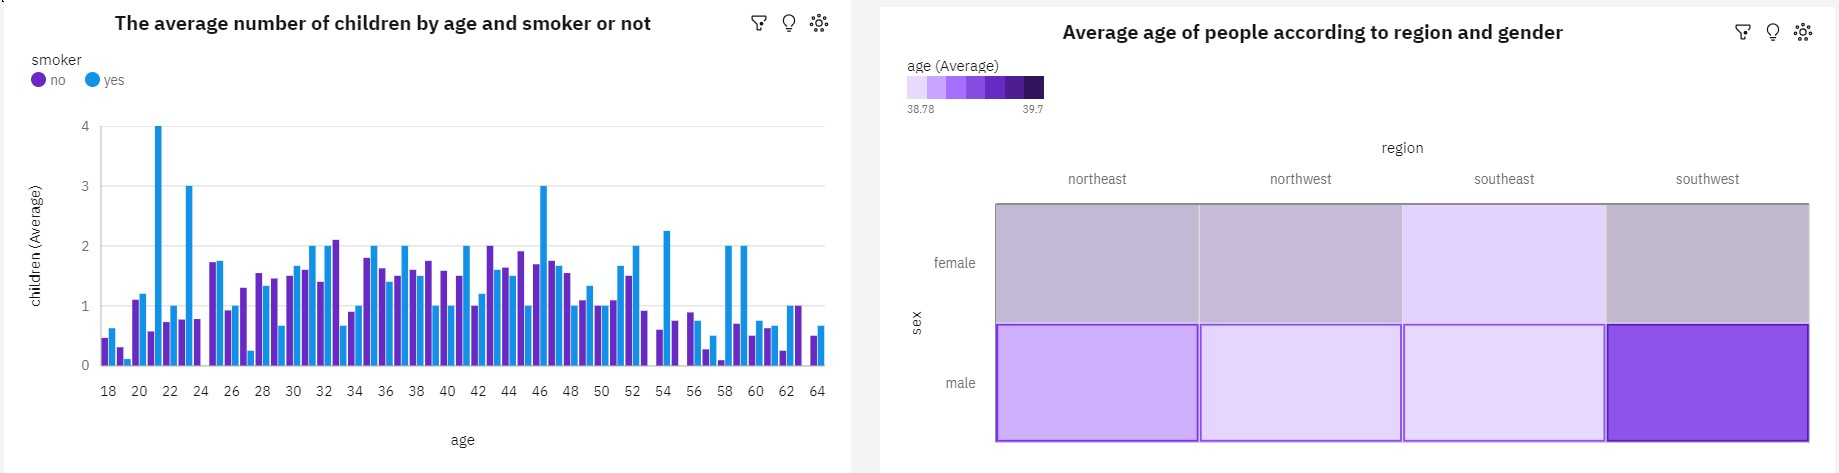 The average number of children by age and smoker or not
smoker
no yes
children (Average)
4
3
2
1
0
18 20 22 24 26 28 30 32 34 36 38 40 42 44 46 48 50 52 54 56 58 60 62 64
age
Average age of people according to region and gender
age (Average)
38.78 39.7
region
northeast northwest southeast southwest
sex
female
male